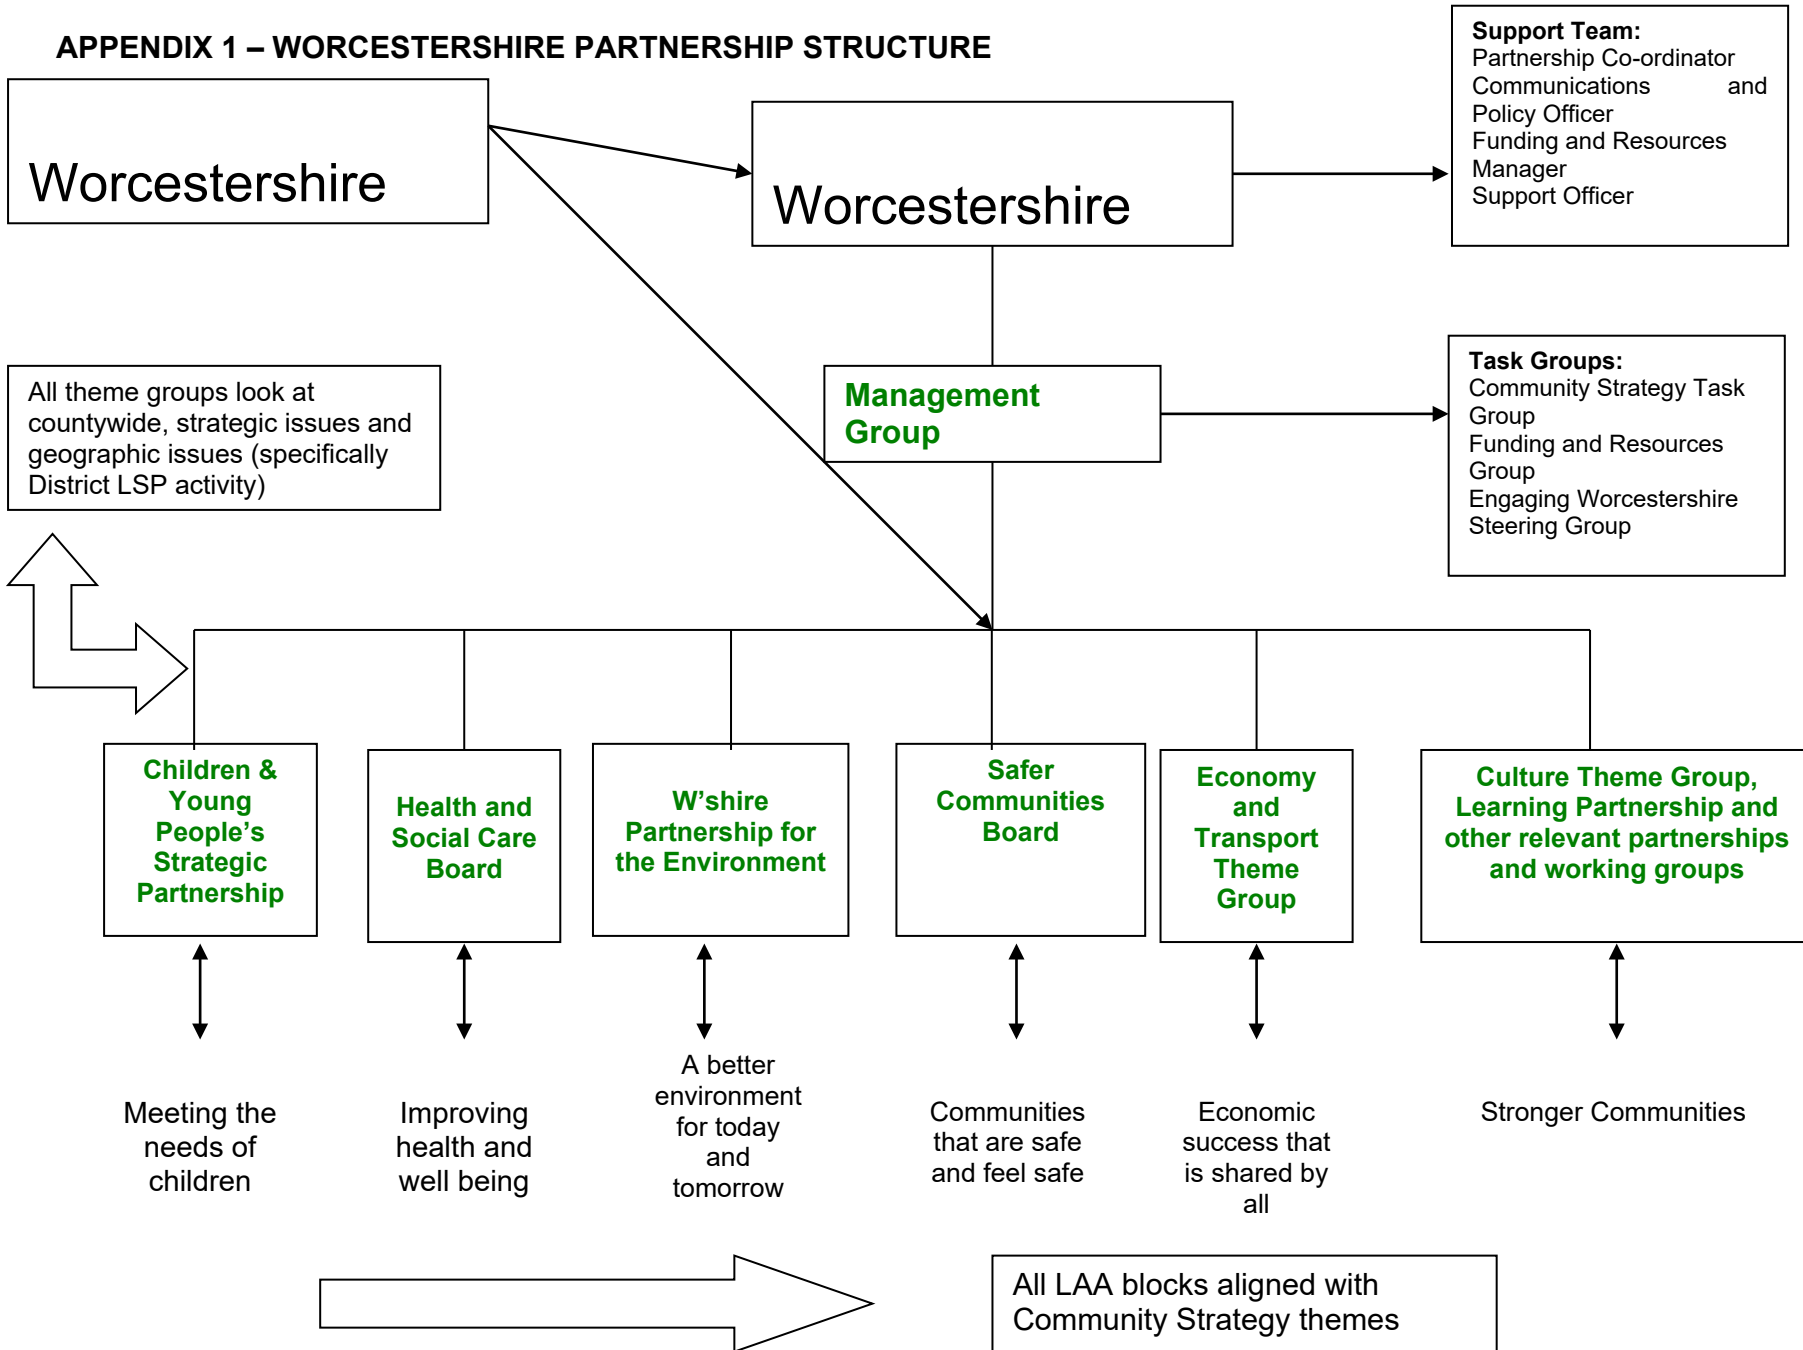 APPENDIX 1 – WORCESTERSHIRE PARTNERSHIP STRUCTURE
Worcestershire
Worcestershire
Support Team:
Partnership Co-ordinator
Communications and
Policy Officer
Funding and Resources
Manager
Support Officer
All theme groups look at
countywide, strategic issues and
geographic issues (specifically
District LSP activity)
Management
Group
Task Groups:
Community Strategy Task
Group
Funding and Resources
Group
Engaging Worcestershire
Steering Group
Children &
Young
People's
Strategic
Partnership
Health and
Social Care
Board
W'shire
Partnership for
the Environment
Safer
Communities
Board
Economy
and
Transport
Theme
Group
Culture Theme Group,
Learning Partnership and
other relevant partnerships
and working groups
Meeting the
needs of
children
Improving
health and
well being
A better
environment
for today
and
tomorrow
Communities
that are safe
and feel safe
Economic
success that
is shared by
all
Stronger Communities
All LAA blocks aligned with
Community Strategy themes